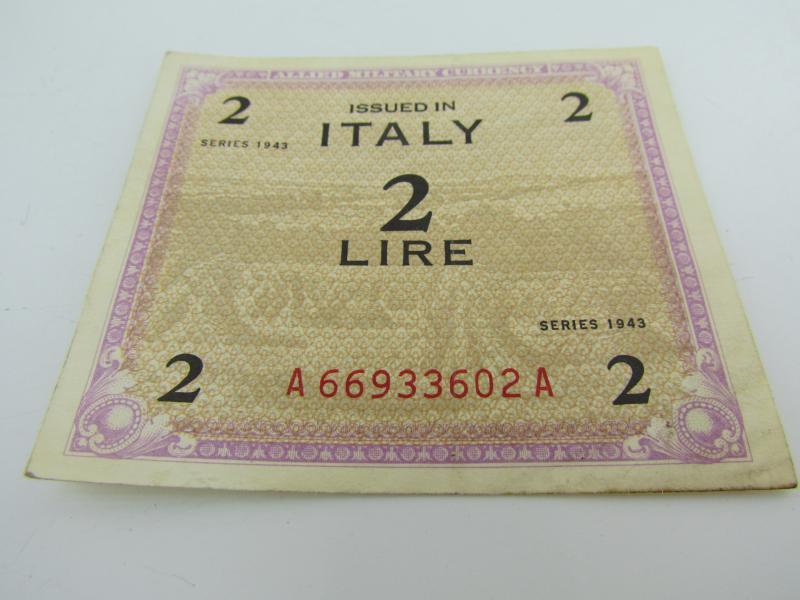 ALLIED MILITARY CURRENCY
2 ISSUED IN 2
SERIES 1943 ITALY
2
LIRE
SERIES 1943
2 A 66933602 A 2